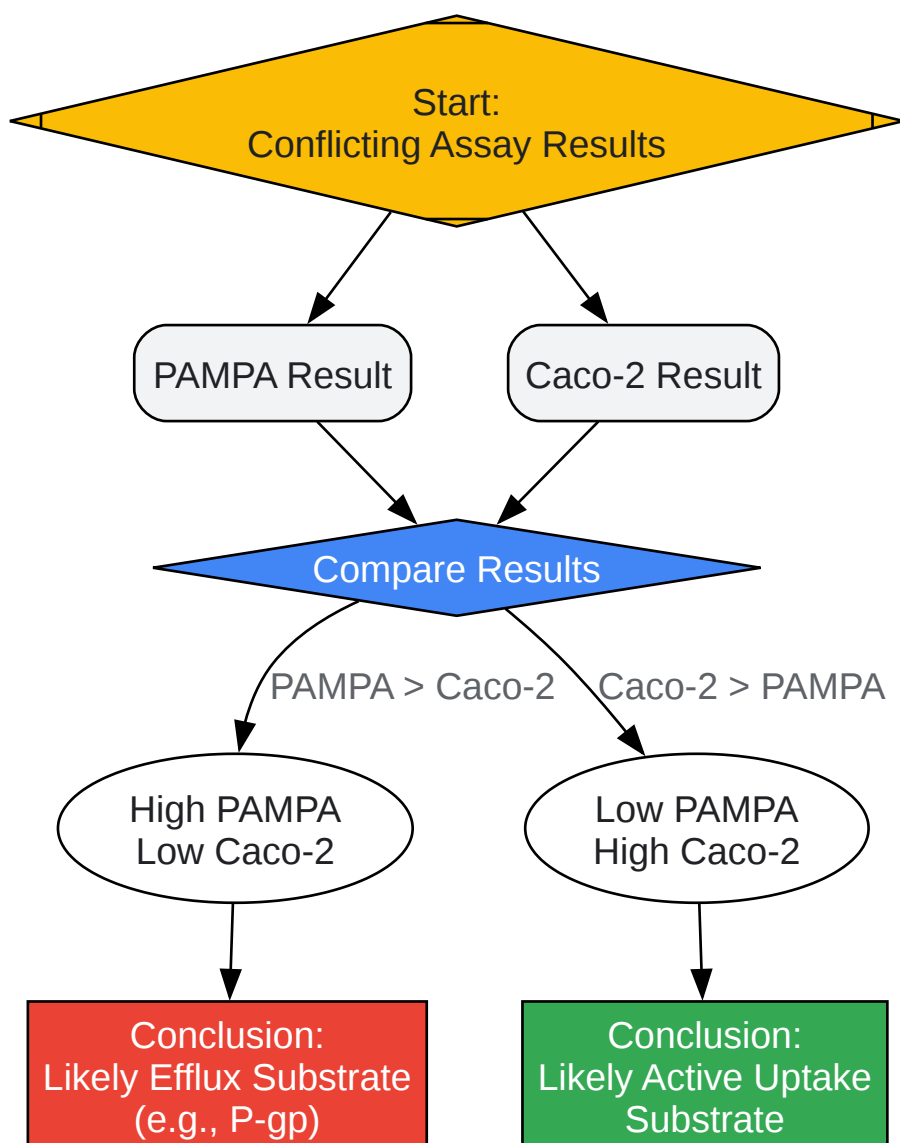 Start:
Conflicting Assay Results
PAMPA Result
Caco-2 Result
Compare Results
PAMPA > Caco-2
Caco-2 > PAMPA
High PAMPA
Low Caco-2
Low PAMPA
High Caco-2
Conclusion:
Likely Efflux Substrate
(e.g., P-gp)
Conclusion:
Likely Active Uptake
Substrate